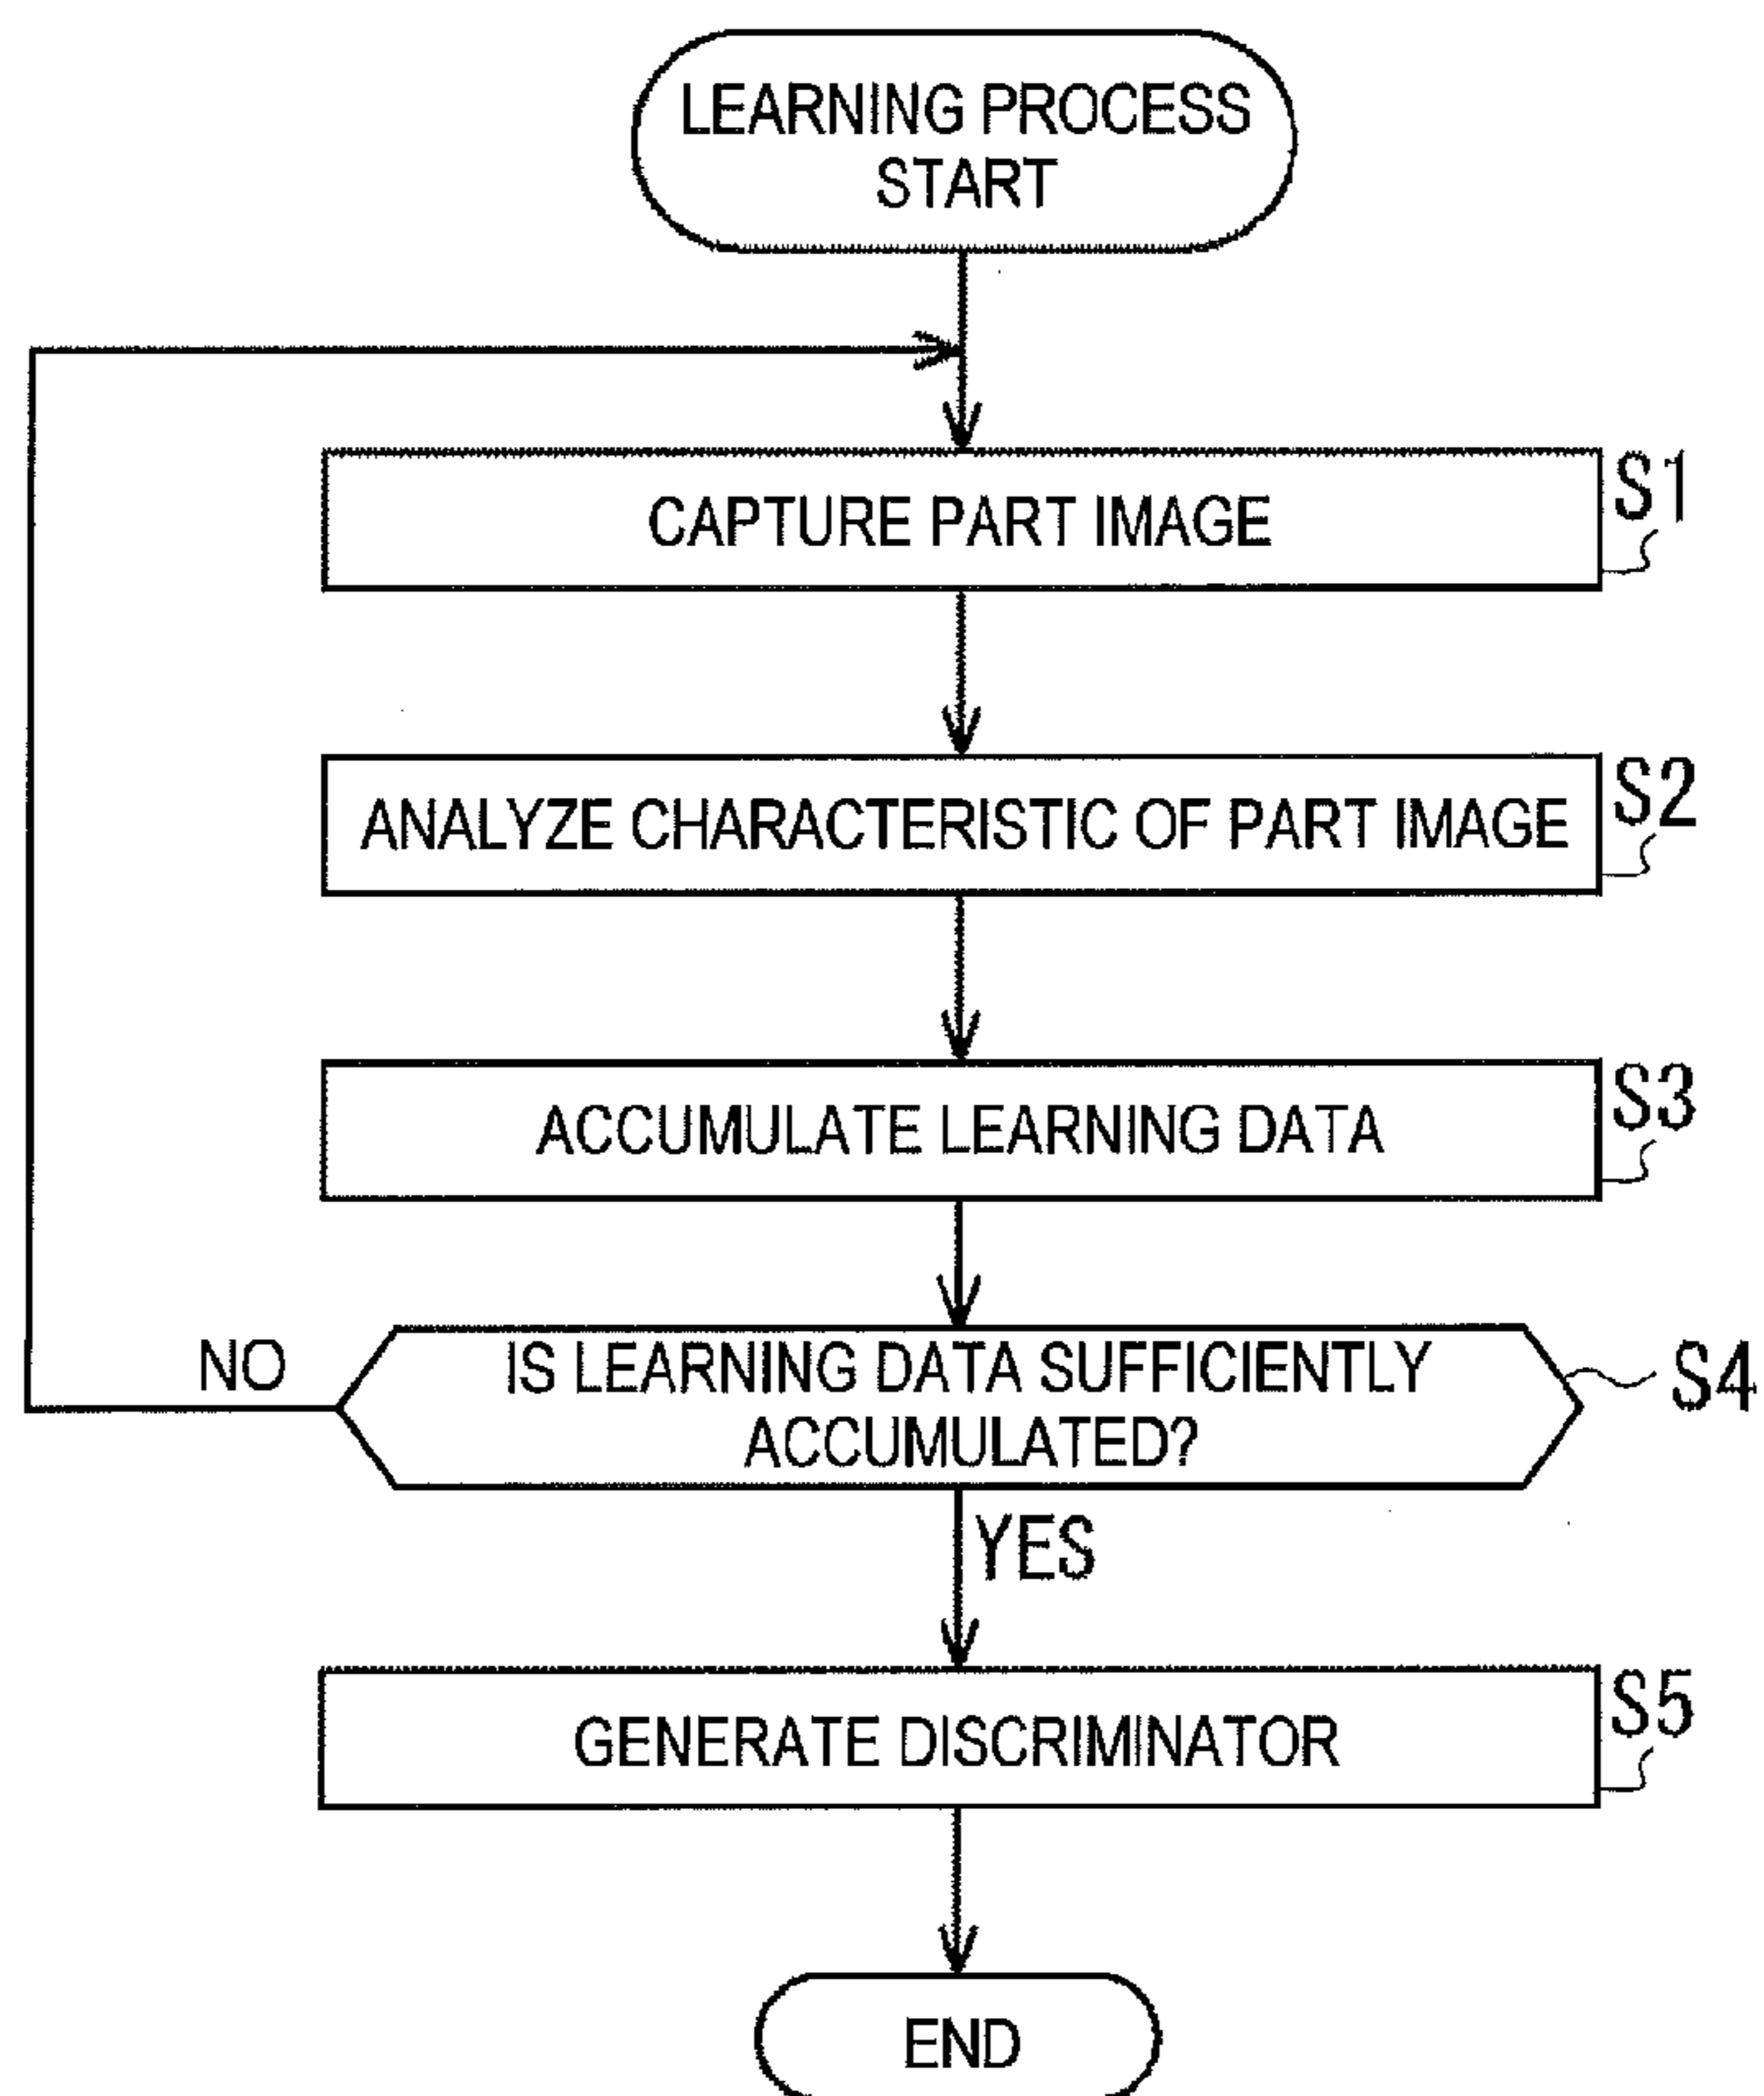 LEARNING PROCESS
START
CAPTURE PART IMAGE
S1
ANALYZE CHARACTERISTIC OF PART IMAGE
S2
ACCUMULATE LEARNING DATA
S3
NO
IS LEARNING DATA SUFFICIENTLY
ACCUMULATED?
S4
YES
GENERATE DISCRIMINATOR
S5
END